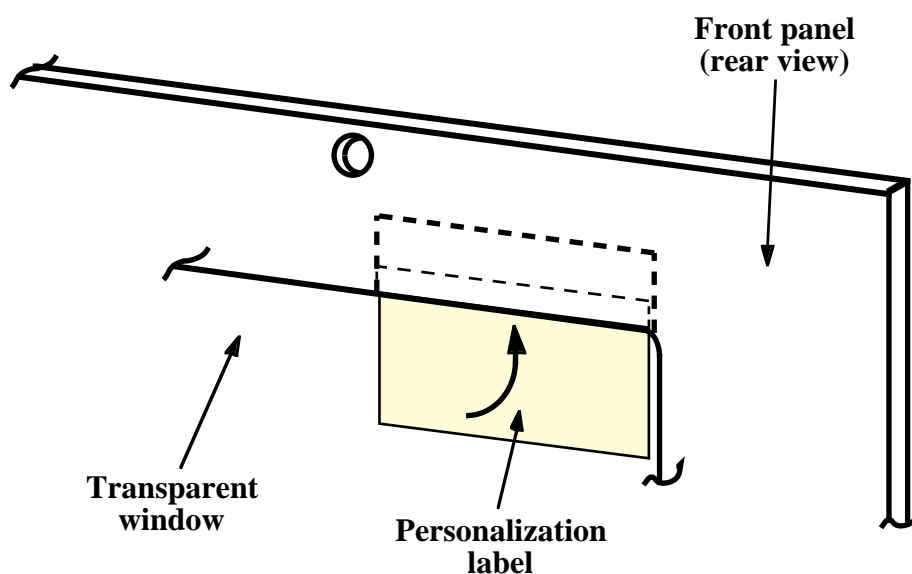 Front panel
(rear view)
Transparent
window
Personalization
label